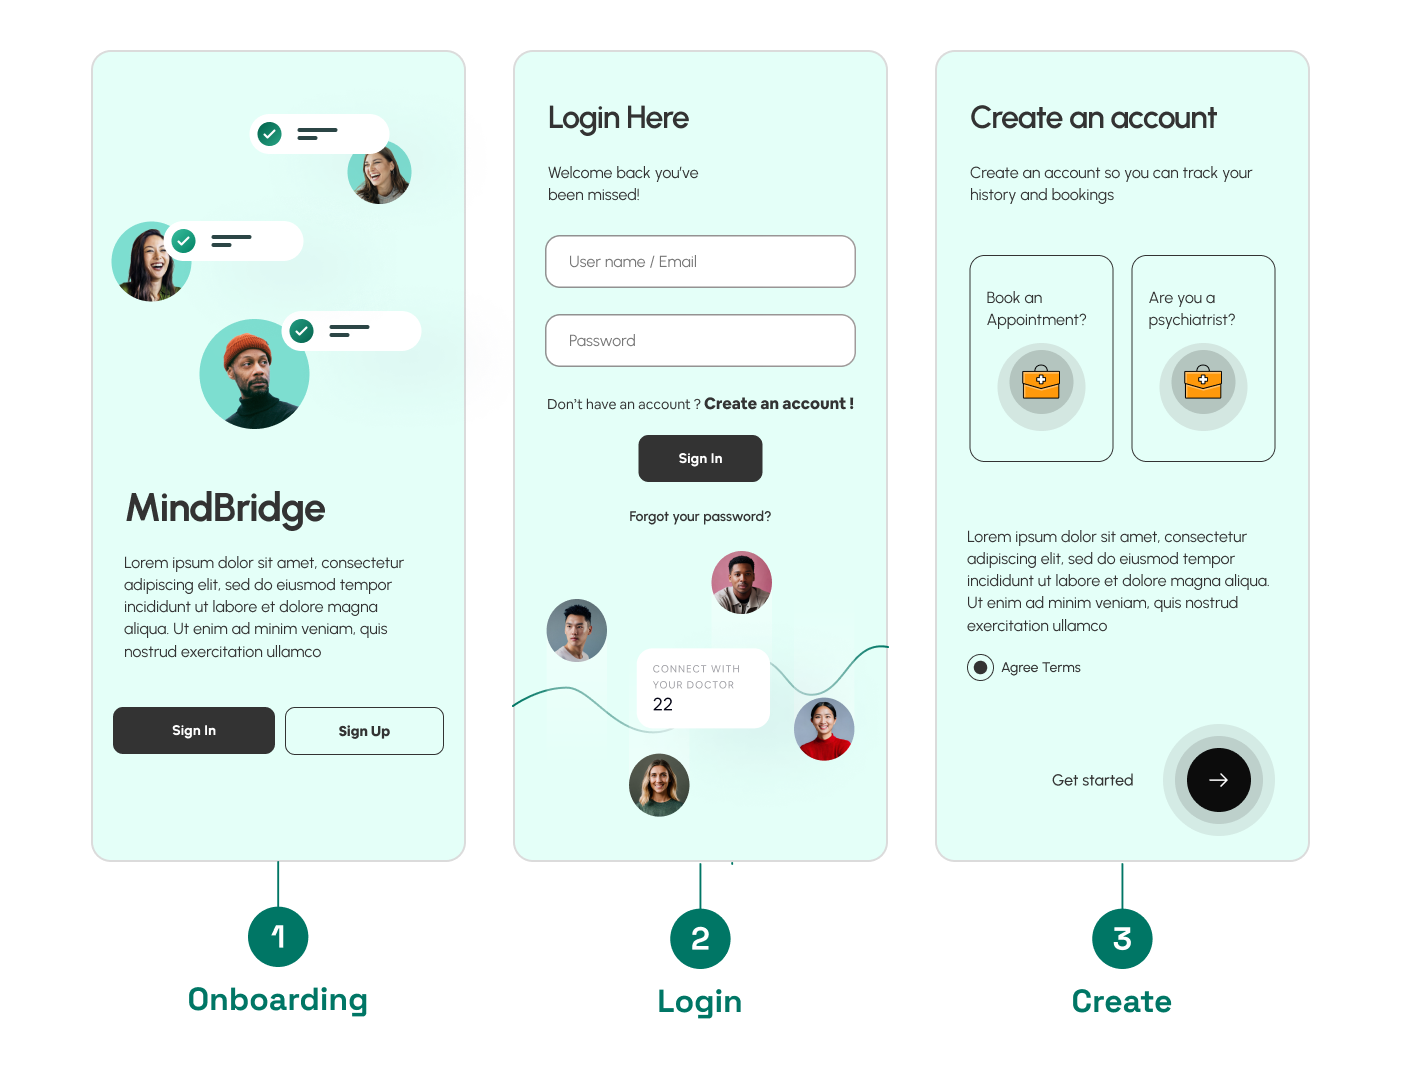 MindBridge
Lorem ipsum dolor sit amet, consectetur
adipiscing elit, sed do eiusmod tempor
incididunt ut labore et dolore magna
aliqua. Ut enim ad minim veniam, quis
nostrud exercitation ullamco
Sign In
Sign Up
1
Onboarding
Login Here
Welcome back you've
been missed!
User name / Email
Password
Don't have an account ? Create an account !
Sign In
Forgot your password?
CONNECT WITH
YOUR DOCTOR
22
2
Login
Create an account
Create an account so you can track your
history and bookings
Book an
Appointment?
Are you a
psychiatrist?
Lorem ipsum dolor sit amet, consectetur
adipiscing elit, sed do eiusmod tempor
incididunt ut labore et dolore magna aliqua.
Ut enim ad minim veniam, quis nostrud
exercitation ullamco
Agree Terms
Get started
3
Create